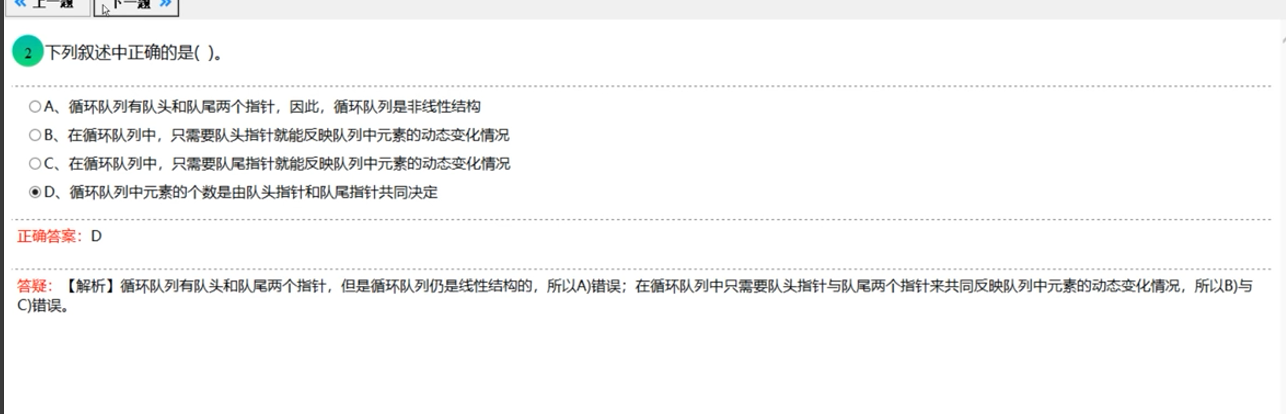 « 上一题 下一题 »
2 下列叙述中正确的是( )。
A、循环队列有队头和队尾两个指针，因此，循环队列是非线性结构
B、在循环队列中，只需要队头指针就能反映队列中元素的动态变化情况
C、在循环队列中，只需要队尾指针就能反映队列中元素的动态变化情况
D、循环队列中元素的个数是由队头指针和队尾指针共同决定
正确答案：D
答疑：【解析】循环队列有队头和队尾两个指针，但是循环队列仍是线性结构的，所以A)错误；在循环队列中只需要队头指针与队尾两个指针来共同反映队列中元素的动态变化情况，所以B)与
C)错误。